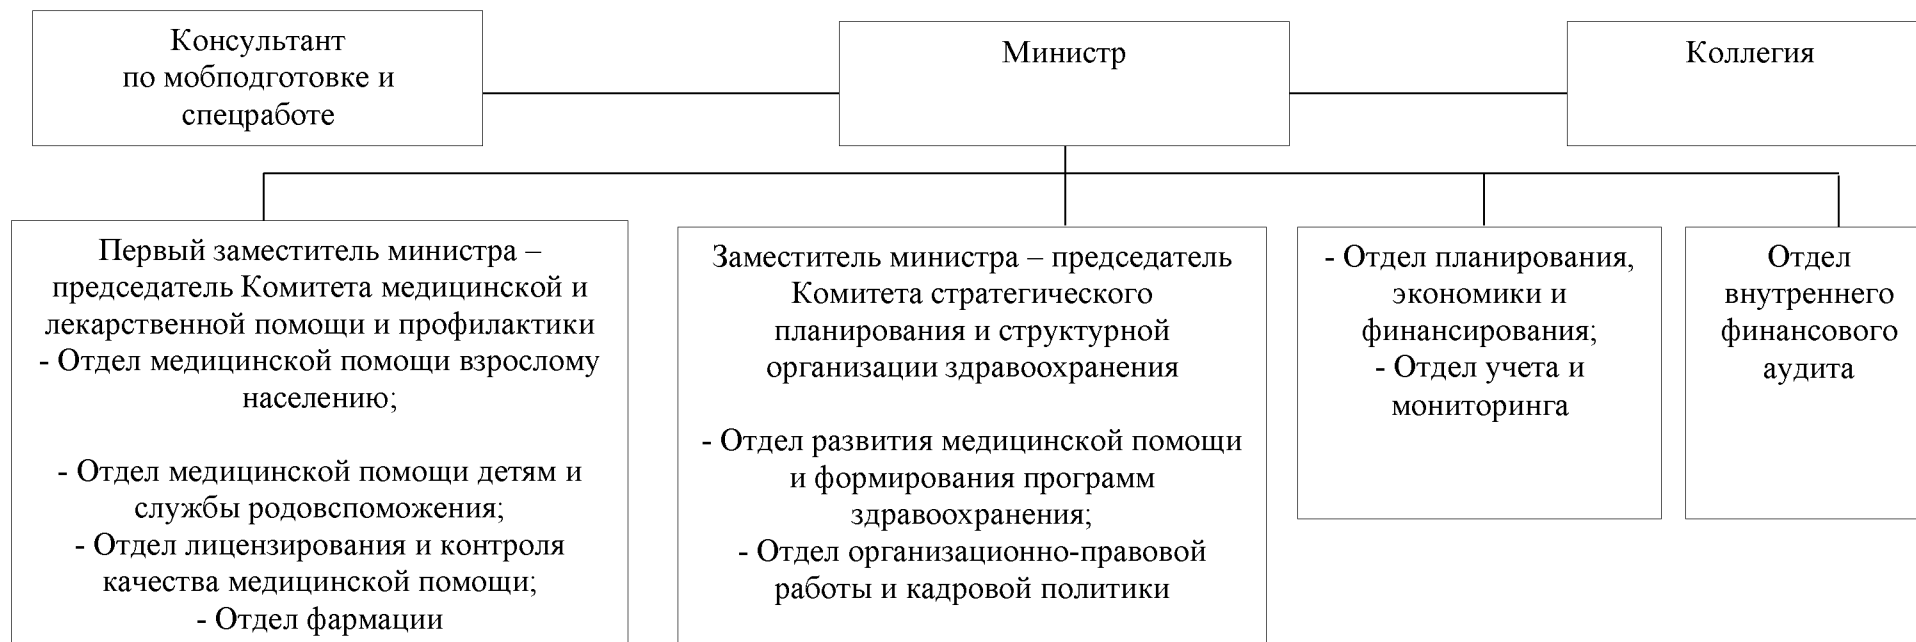 Консультант
по мобподготовке и
спецработе
Министр
Коллегия
Первый заместитель министра –
председатель Комитета медицинской и
лекарственной помощи и профилактики
- Отдел медицинской помощи взрослому
населению;
- Отдел медицинской помощи детям и
службы родовспоможения;
- Отдел лицензирования и контроля
качества медицинской помощи;
- Отдел фармации
Заместитель министра – председатель
Комитета стратегического
планирования и структурной
организации здравоохранения
- Отдел развития медицинской помощи
и формирования программ
здравоохранения;
- Отдел организационно-правовой
работы и кадровой политики
- Отдел планирования,
экономики и
финансирования;
- Отдел учета и
мониторинга
Отдел
внутреннего
финансового
аудита